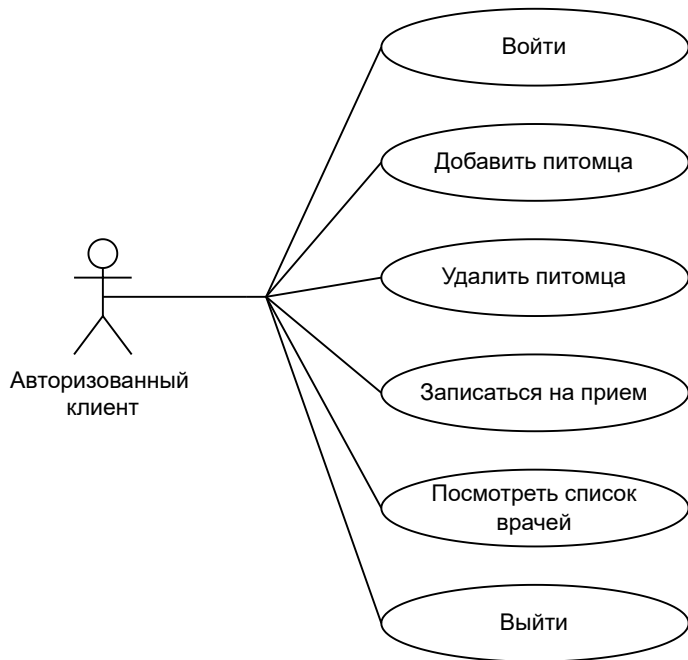 Войти
Добавить питомца
Удалить питомца
Авторизованный
клиент
Записаться на прием
Посмотреть список
врачей
Выйти